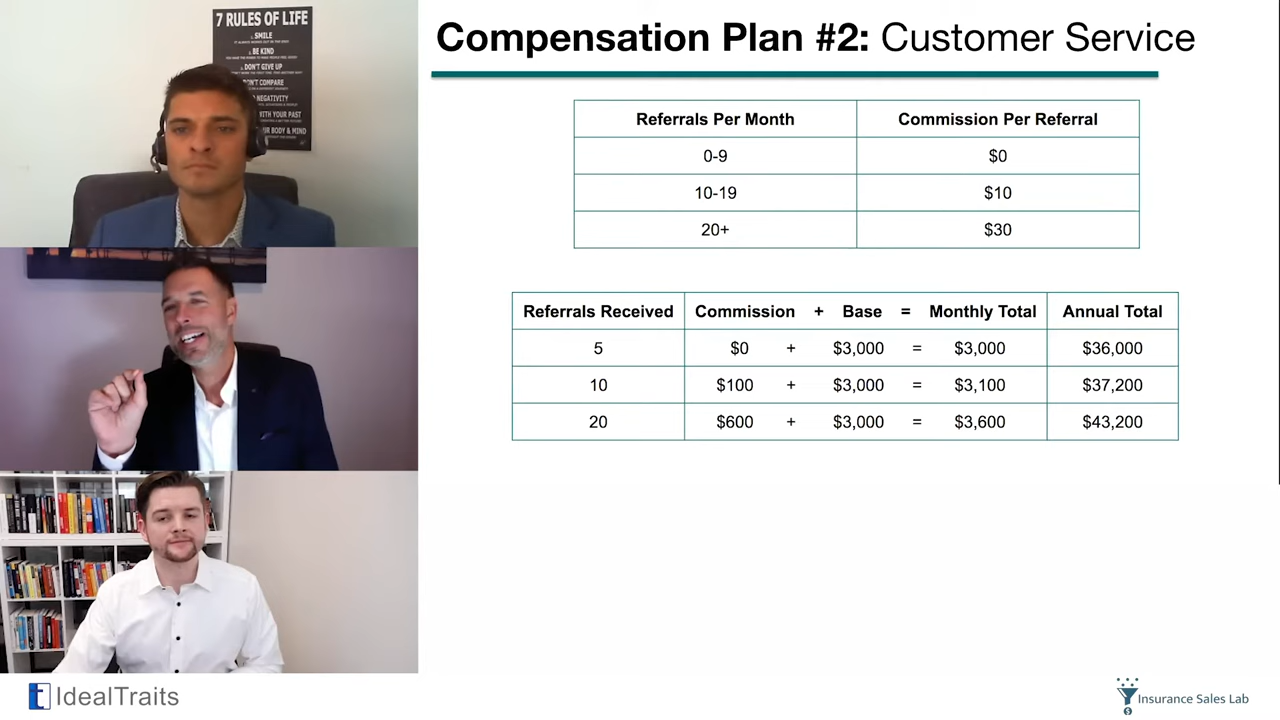 7 RULES OF LIFE
SMILE
BE KIND
DON'T GIVE UP
DON'T COMPARE
NEGATIVITY
WITH YOUR PAST
BODY & MIND
Compensation Plan #2: Customer Service
Referrals Per Month Commission Per Referral
0-9 $0
10-19 $10
20+ $30
Referrals Received Commission + Base = Monthly Total Annual Total
5 $0 + $3,000 = $3,000 $36,000
10 $100 + $3,000 = $3,100 $37,200
20 $600 + $3,000 = $3,600 $43,200
IdealTraits
Insurance Sales Lab